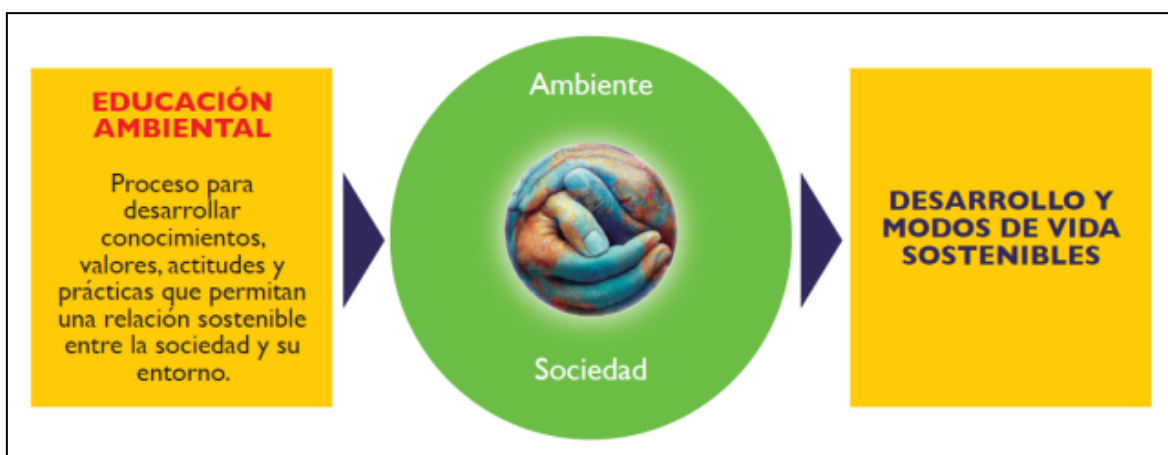 EDUCACIÓN
AMBIENTAL
Proceso para
desarrollar
conocimientos,
valores, actitudes y
prácticas que permitan
una relación sostenible
entre la sociedad y su
entorno.
Ambiente
Sociedad
DESARROLLO Y
MODOS DE VIDA
SOSTENIBLES